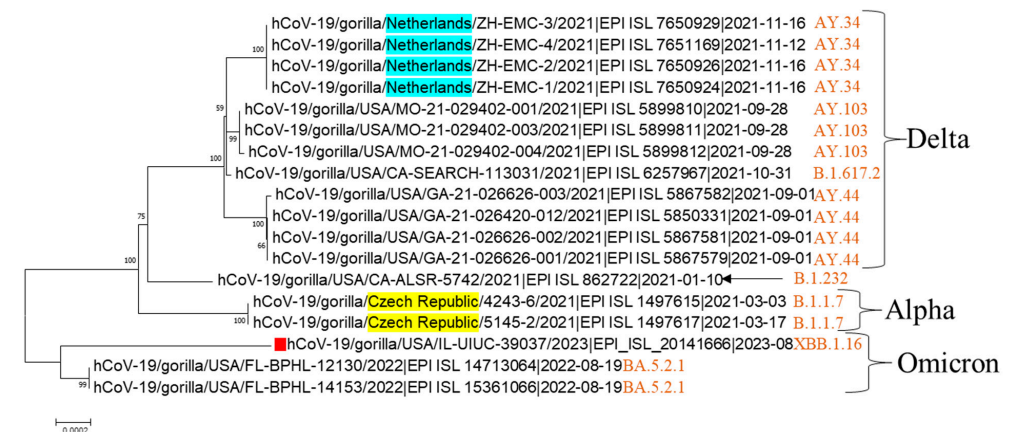 hCoV-19/gorilla/Netherlands/ZH-EMC-3/2021|EPI ISL 7650929|2021-11-16 AY.34
hCoV-19/gorilla/Netherlands/ZH-EMC-4/2021|EPI ISL 7651169|2021-11-12 AY.34
100
hCoV-19/gorilla/Netherlands/ZH-EMC-2/2021|EPI ISL 7650926|2021-11-16 AY.34
hCoV-19/gorilla/Netherlands/ZH-EMC-1/2021|EPI ISL 7650924|2021-11-16 AY.34
59
hCoV-19/gorilla/USA/MO-21-029402-001/2021|EPI ISL 5899810|2021-09-28 AY.103
hCoV-19/gorilla/USA/MO-21-029402-003/2021|EPI ISL 5899811|2021-09-28 AY.103
99
Delta
100
hCoV-19/gorilla/USA/MO-21-029402-004/2021|EPI ISL 5899812|2021-09-28 AY.103
hCoV-19/gorilla/USA/CA-SEARCH-113031/2021|EPI ISL 6257967|2021-10-31 B.1.617.2
hCoV-19/gorilla/USA/GA-21-026626-003/2021|EPI ISL 5867582|2021-09-01 AY.44
75
hCoV-19/gorilla/USA/GA-21-026420-012/2021|EPI ISL 5850331|2021-09-01 AY.44
100
hCoV-19/gorilla/USA/GA-21-026626-002/2021|EPI ISL 5867581|2021-09-01 AY.44
66
hCoV-19/gorilla/USA/GA-21-026626-001/2021|EPI ISL 5867579|2021-09-01 AY.44
100
hCoV-19/gorilla/USA/CA-ALSR-5742/2021|EPI ISL 862722|2021-01-10 B.1.232
hCoV-19/gorilla/Czech Republic/4243-6/2021|EPI ISL 1497615|2021-03-03 B.1.1.7
Alpha
100
hCoV-19/gorilla/Czech Republic/5145-2/2021|EPI ISL 1497617|2021-03-17 B.1.1.7
hCoV-19/gorilla/USA/IL-UIUC-39037/2023|EPI_ISL_20141666|2023-08 XBB.1.16
Omicron
hCoV-19/gorilla/USA/FL-BPHL-12130/2022|EPI ISL 14713064|2022-08-19 BA.5.2.1
99
hCoV-19/gorilla/USA/FL-BPHL-14153/2022|EPI ISL 15361066|2022-08-19 BA.5.2.1
0.0002